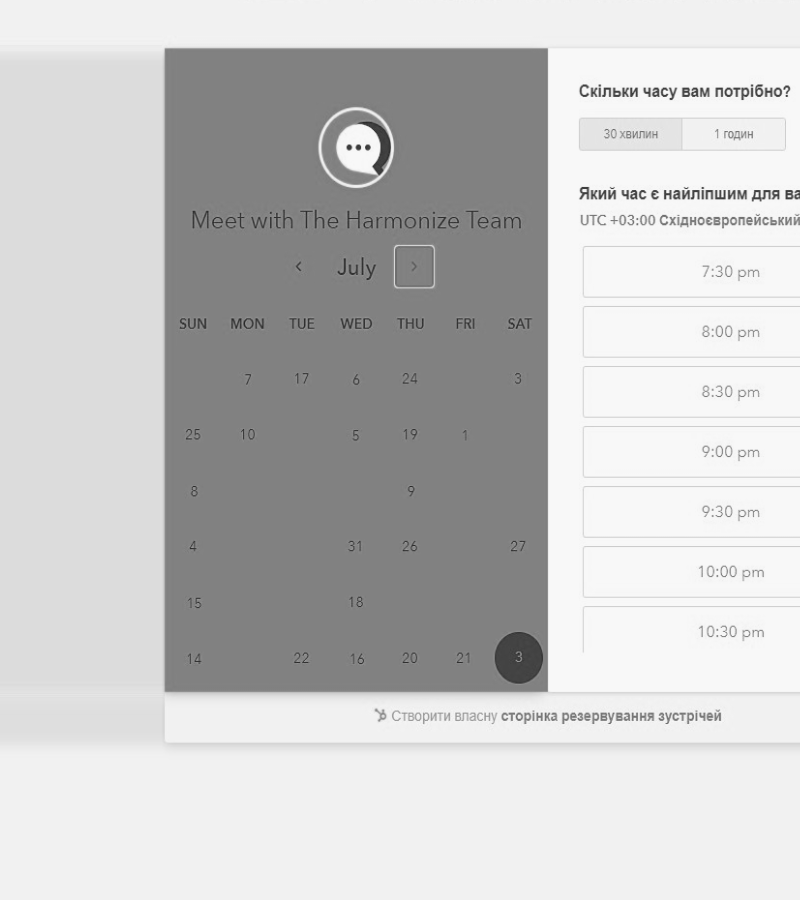 Meet with The Harmonize Team
July
SUN MON TUE WED THU FRI SAT
7 17 6 24 3
25 10 5 19 1
8 9
4 31 26 27
15 18
14 22 16 20 21 3
Скільки часу вам потрібно?
30 хвилин 1 годин
Який час є найліпшим для ва
UTC +03:00 Східноєвропейський
7:30 pm
8:00 pm
8:30 pm
9:00 pm
9:30 pm
10:00 pm
10:30 pm
Створити власну сторінка резервування зустрічей